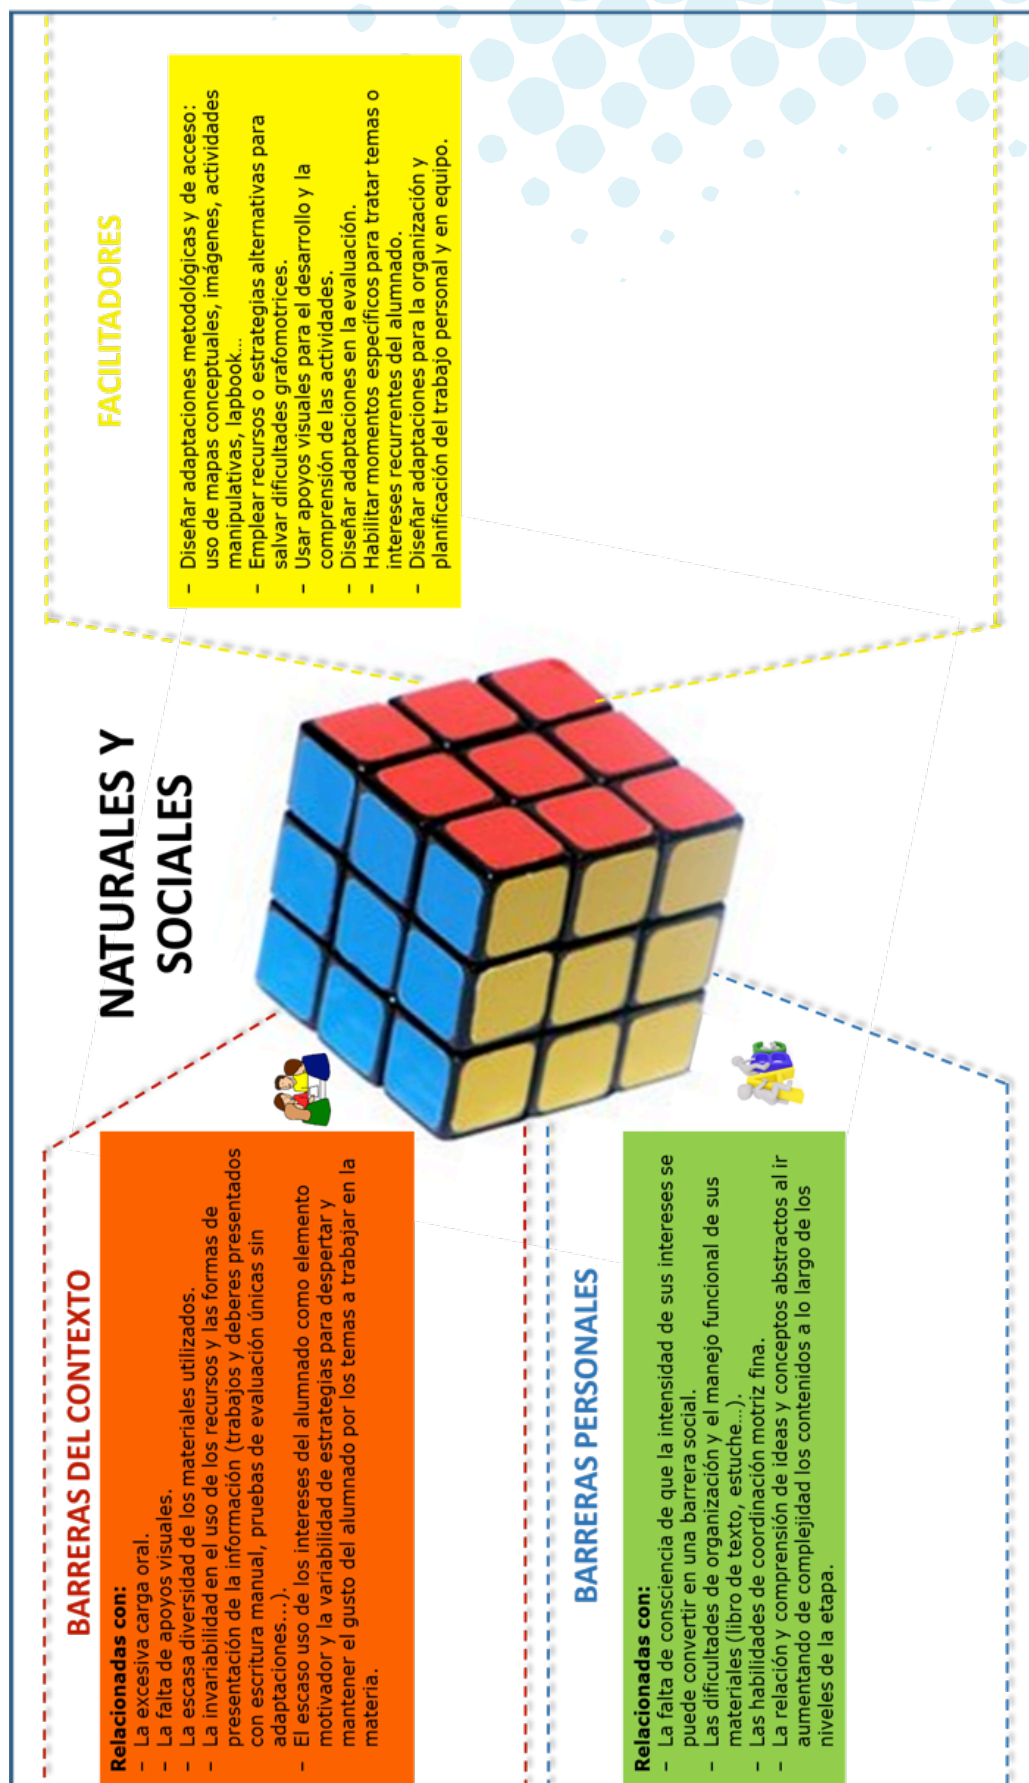 NATURALES Y
SOCIALES
BARRERAS DEL CONTEXTO
Relacionadas con:
– La excesiva carga oral.
– La falta de apoyos visuales.
– La escasa diversidad de los materiales utilizados.
– La invariabilidad en el uso de los recursos y las formas de
presentación de la información (trabajos y deberes presentados
con escritura manual, pruebas de evaluación únicas sin
adaptaciones...).
– El escaso uso de los intereses del alumnado como elemento
motivador y la variabilidad de estrategias para despertar y
mantener el gusto del alumnado por los temas a trabajar en la
materia.
BARRERAS PERSONALES
Relacionadas con:
– La falta de consciencia de que la intensidad de sus intereses se
puede convertir en una barrera social.
– Las dificultades de organización y el manejo funcional de sus
materiales (libro de texto, estuche...).
– Las habilidades de coordinación motriz fina.
– La relación y comprensión de ideas y conceptos abstractos al ir
aumentando de complejidad los contenidos a lo largo de los
niveles de la etapa.
FACILITADORES
– Diseñar adaptaciones metodológicas y de acceso:
uso de mapas conceptuales, imágenes, actividades
manipulativas, lapbook...
– Emplear recursos o estrategias alternativas para
salvar dificultades grafomotrices.
– Usar apoyos visuales para el desarrollo y la
comprensión de las actividades.
– Diseñar adaptaciones en la evaluación.
– Habilitar momentos específicos para tratar temas o
intereses recurrentes del alumnado.
– Diseñar adaptaciones para la organización y
planificación del trabajo personal y en equipo.